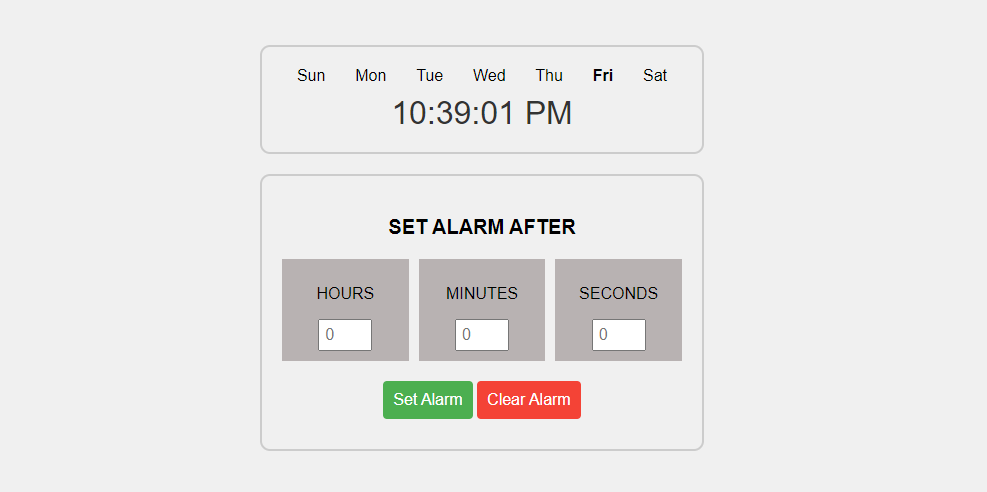 Sun Mon Tue Wed Thu Fri Sat
10:39:01 PM
SET ALARM AFTER
HOURS MINUTES SECONDS
0 0 0
Set Alarm Clear Alarm